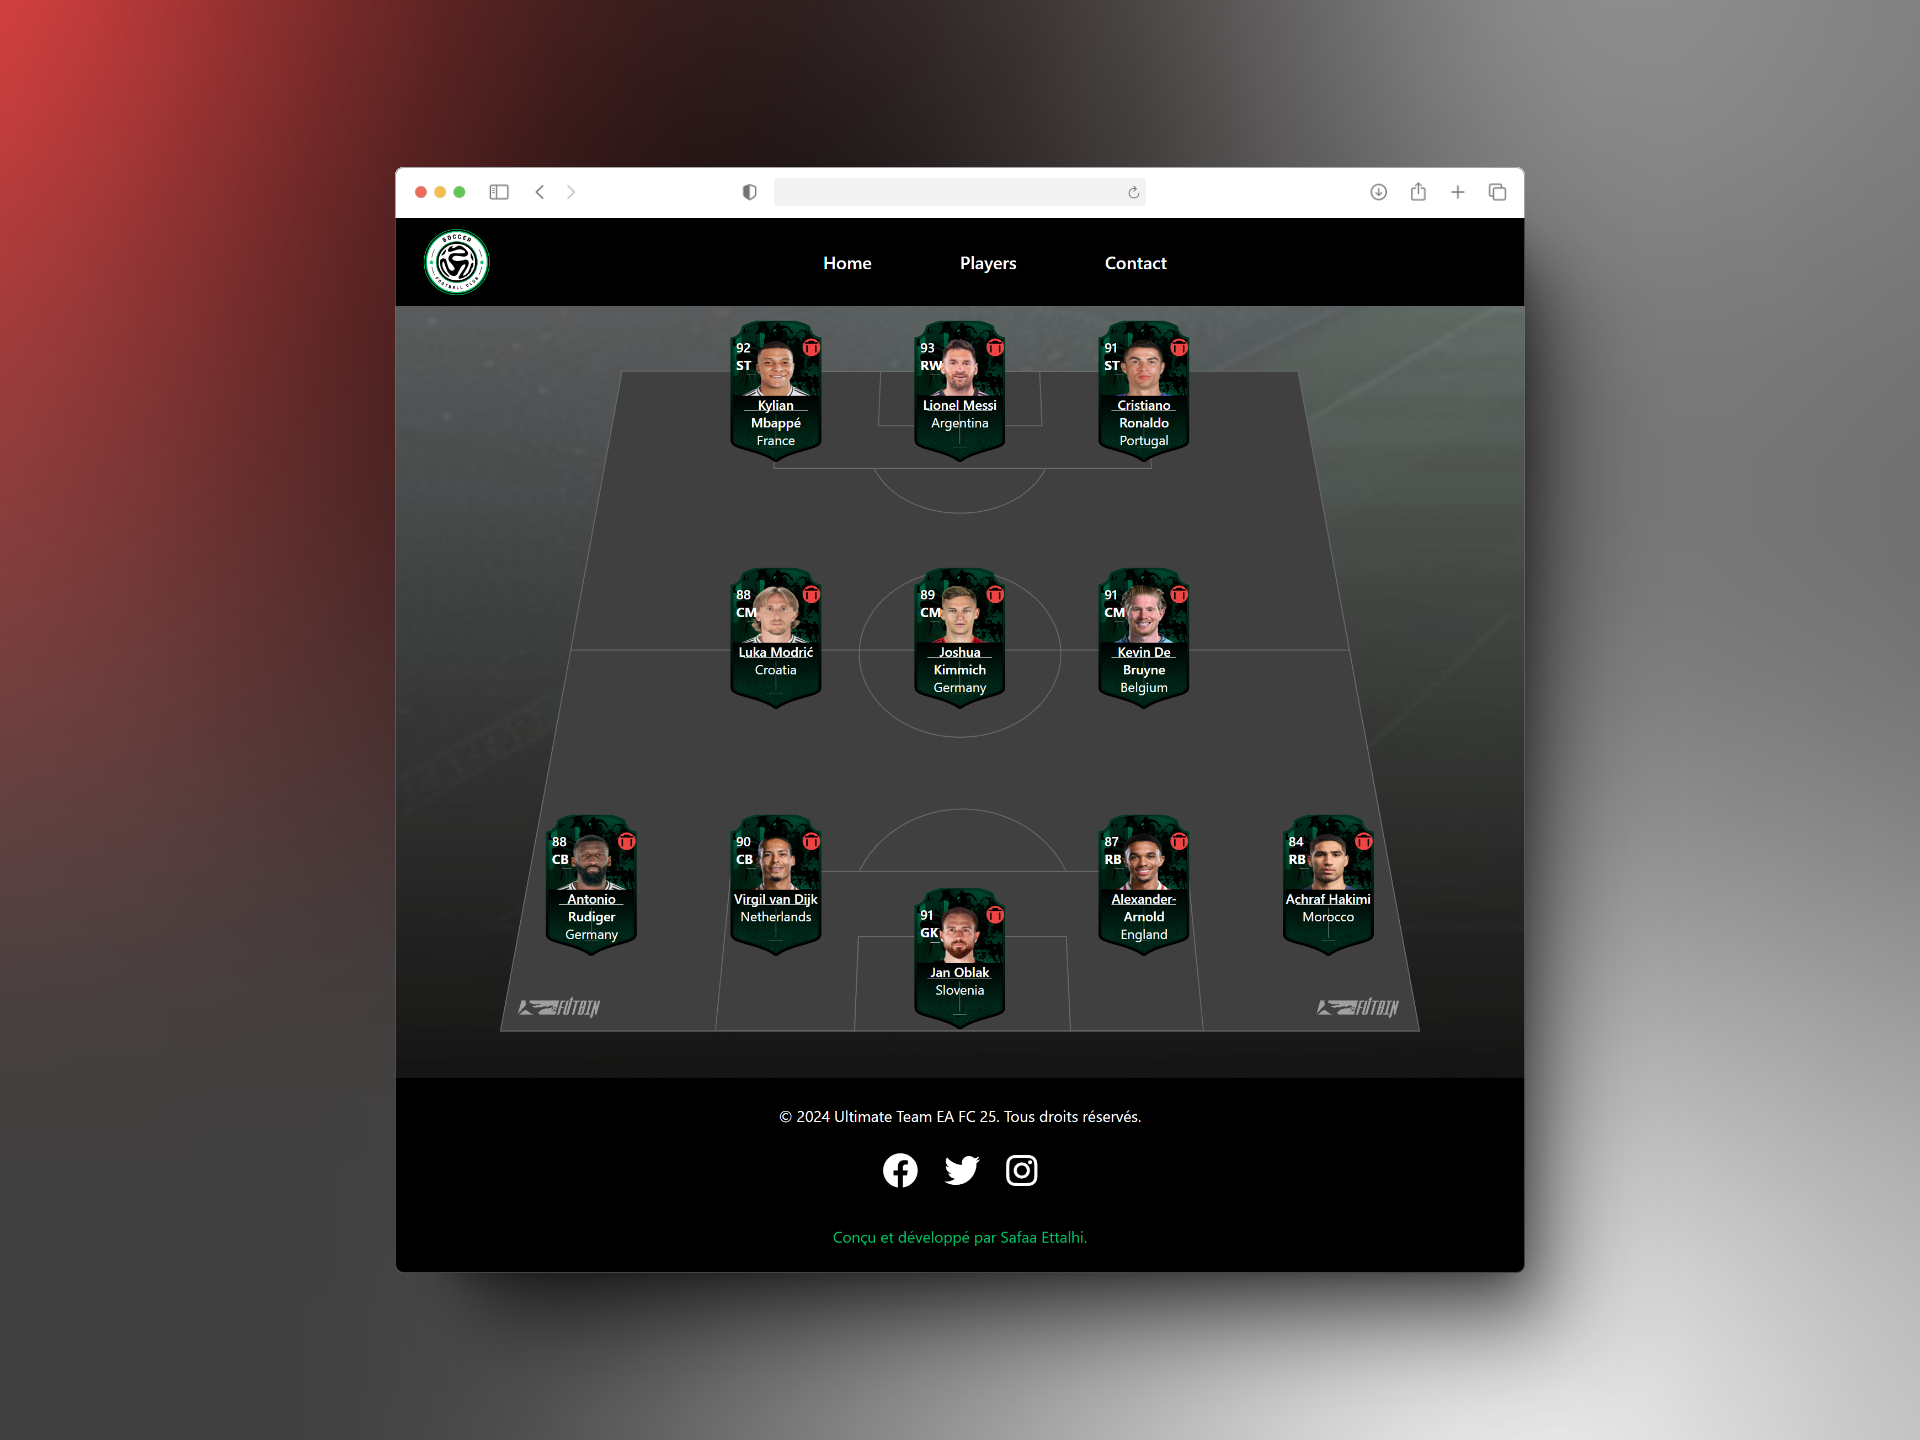 SOCCER
FOOTBALL CLUB
Home
Players
Contact
92
ST
Kylian
Mbappé
France
93
RW
Lionel Messi
Argentina
91
ST
Cristiano
Ronaldo
Portugal
88
CM
Luka Modrić
Croatia
89
CM
Joshua
Kimmich
Germany
91
CM
Kevin De
Bruyne
Belgium
88
CB
Antonio
Rudiger
Germany
90
CB
Virgil van Dijk
Netherlands
91
GK
Jan Oblak
Slovenia
87
RB
Alexander-
Arnold
England
84
RB
Achraf Hakimi
Morocco
FUTBIN
FUTBIN
© 2024 Ultimate Team EA FC 25. Tous droits réservés.
Conçu et développé par Safaa Ettalhi.